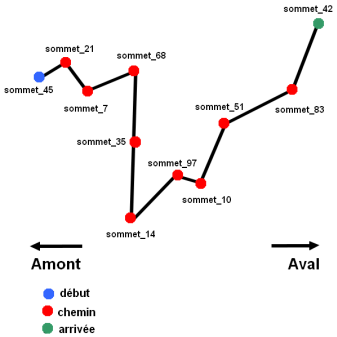 sommet_42
sommet_21
sommet_68
sommet_45
sommet_7
sommet_51
sommet_83
sommet_35
sommet_97
sommet_10
sommet_14
Amont
Aval
début
chemin
arrivée